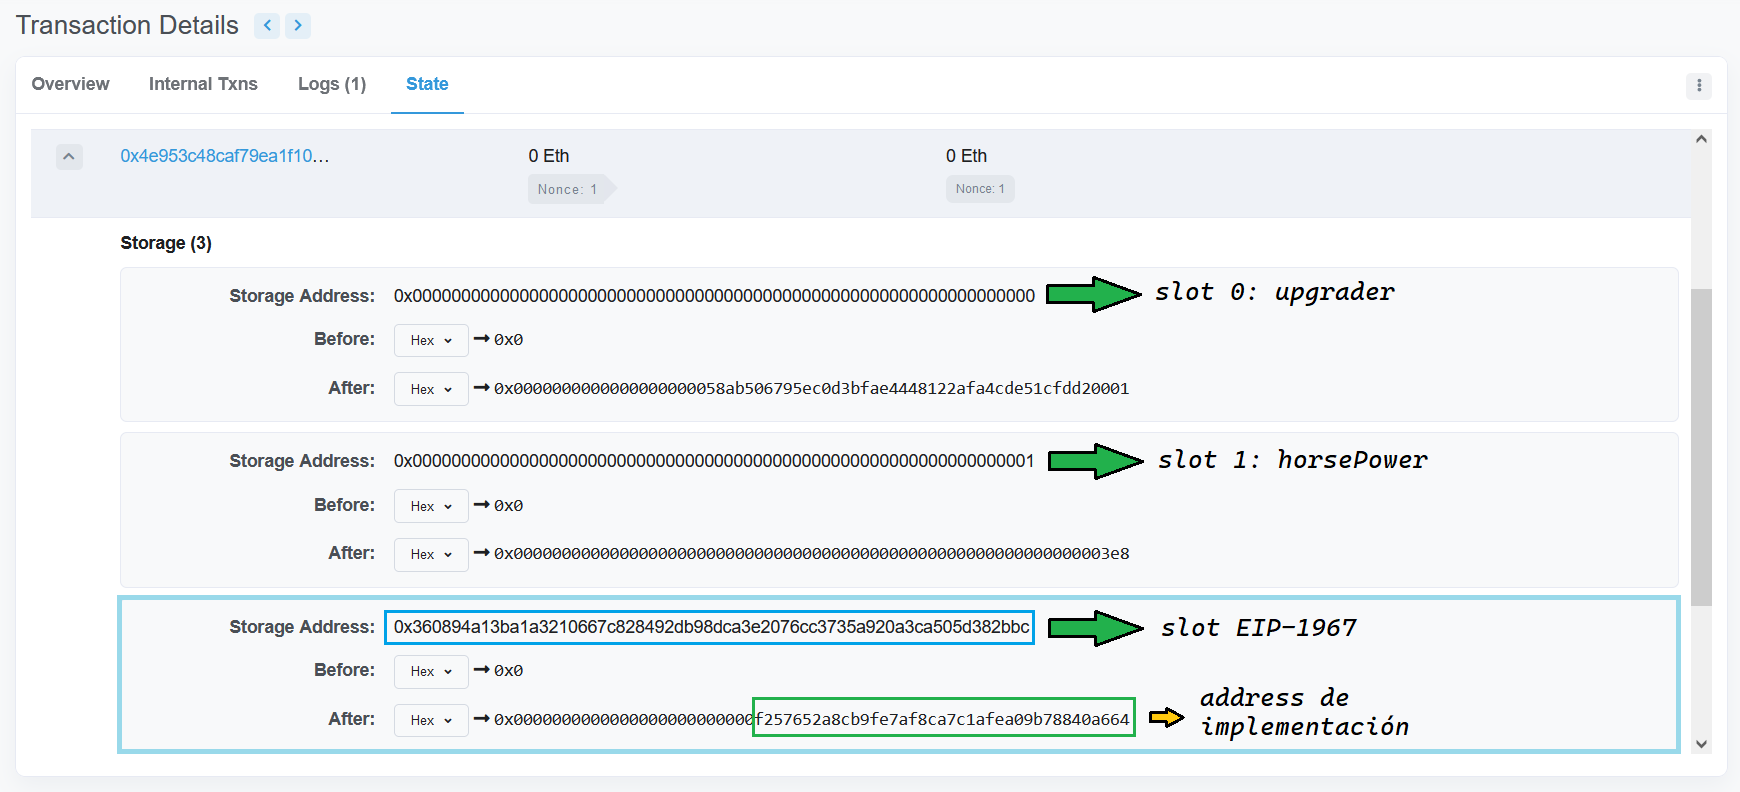 Transaction Details
Overview Internal Txns Logs (1) State
0x4e953c48caf79ea1f10... 0 Eth 0 Eth
Nonce: 1 Nonce: 1
Storage (3)
Storage Address: 0x0000000000000000000000000000000000000000000000000000000000000000 slot 0: upgrader
Before: Hex 0x0
After: Hex 0x00000000000000000000058ab506795ec0d3bfae4448122afa4cde51cfdd20001
Storage Address: 0x0000000000000000000000000000000000000000000000000000000000000001 slot 1: horsePower
Before: Hex 0x0
After: Hex 0x00000000000000000000000000000000000000000000000000000000000003e8
Storage Address: 0x360894a13ba1a3210667c828492db98dca3e2076cc3735a920a3ca505d382bbc slot EIP-1967
Before: Hex 0x0
address de
After: Hex 0x000000000000000000000000f257652a8cb9fe7af8ca7c1afea09b78840a664
implementación